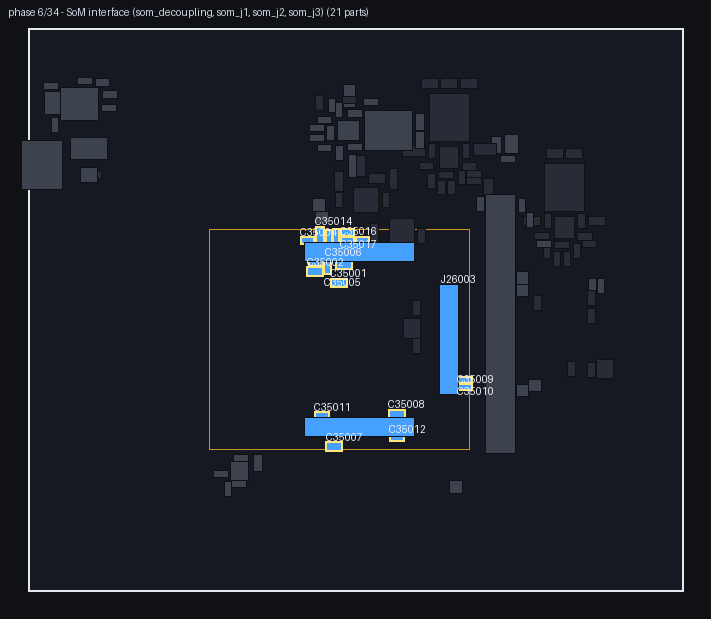 phase 6/34 - SoM interface (som_decoupling, som_j1, som_j2, som_j3) (21 parts)
C35014
C35016
C35017
C35006
C35002
C35001
C35005
J26003
C35009
C35010
C35011
C35008
C35012
C35007